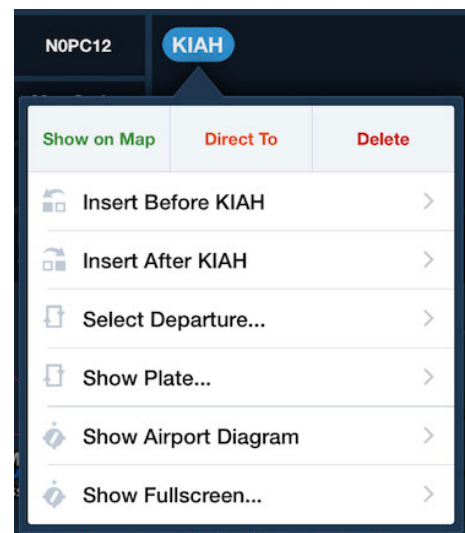 N0PC12
KIAH
Show on Map
Direct To
Delete
Insert Before KIAH
Insert After KIAH
Select Departure...
Show Plate...
Show Airport Diagram
Show Fullscreen...